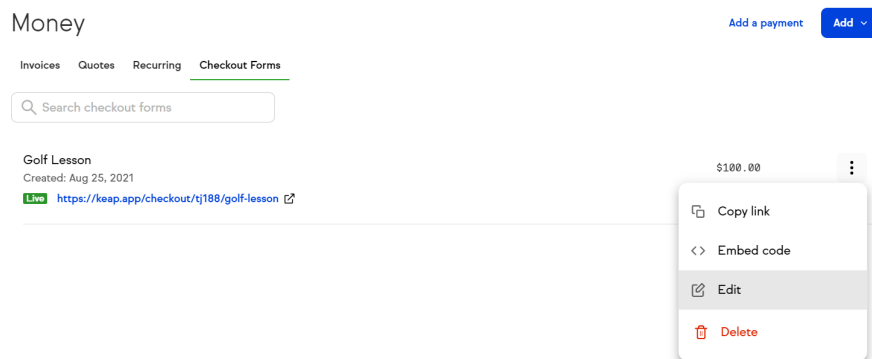 Money
Add a payment
Add
Invoices Quotes Recurring Checkout Forms
Search checkout forms
Golf Lesson
Created: Aug 25, 2021
$100.00
Live https://keap.app/checkout/tj188/golf-lesson
Copy link
Embed code
Edit
Delete